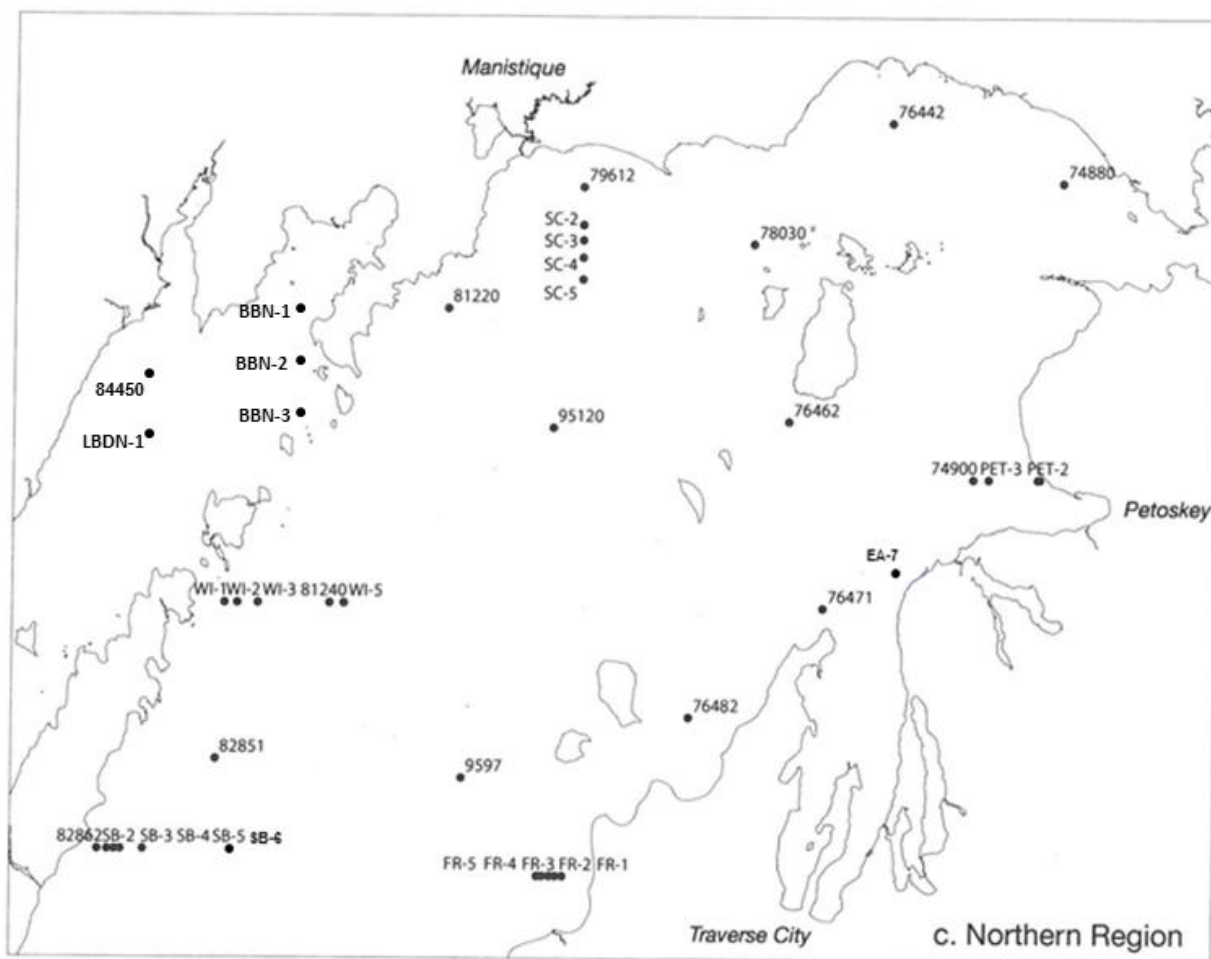 Manistique
76442
79612
74880
SC-2
SC-3
78030
SC-4
SC-5
81220
BBN-1
BBN-2
84450
BBN-3
76462
95120
LBDN-1
74900 PET-3 PET-2
Petoskey
EA-7
WI-1 WI-2 WI-3 81240 WI-5
76471
76482
82851
9597
82862 SB-2 SB-3 SB-4 SB-5 SB-6
FR-5 FR-4 FR-3 FR-2 FR-1
Traverse City
c. Northern Region